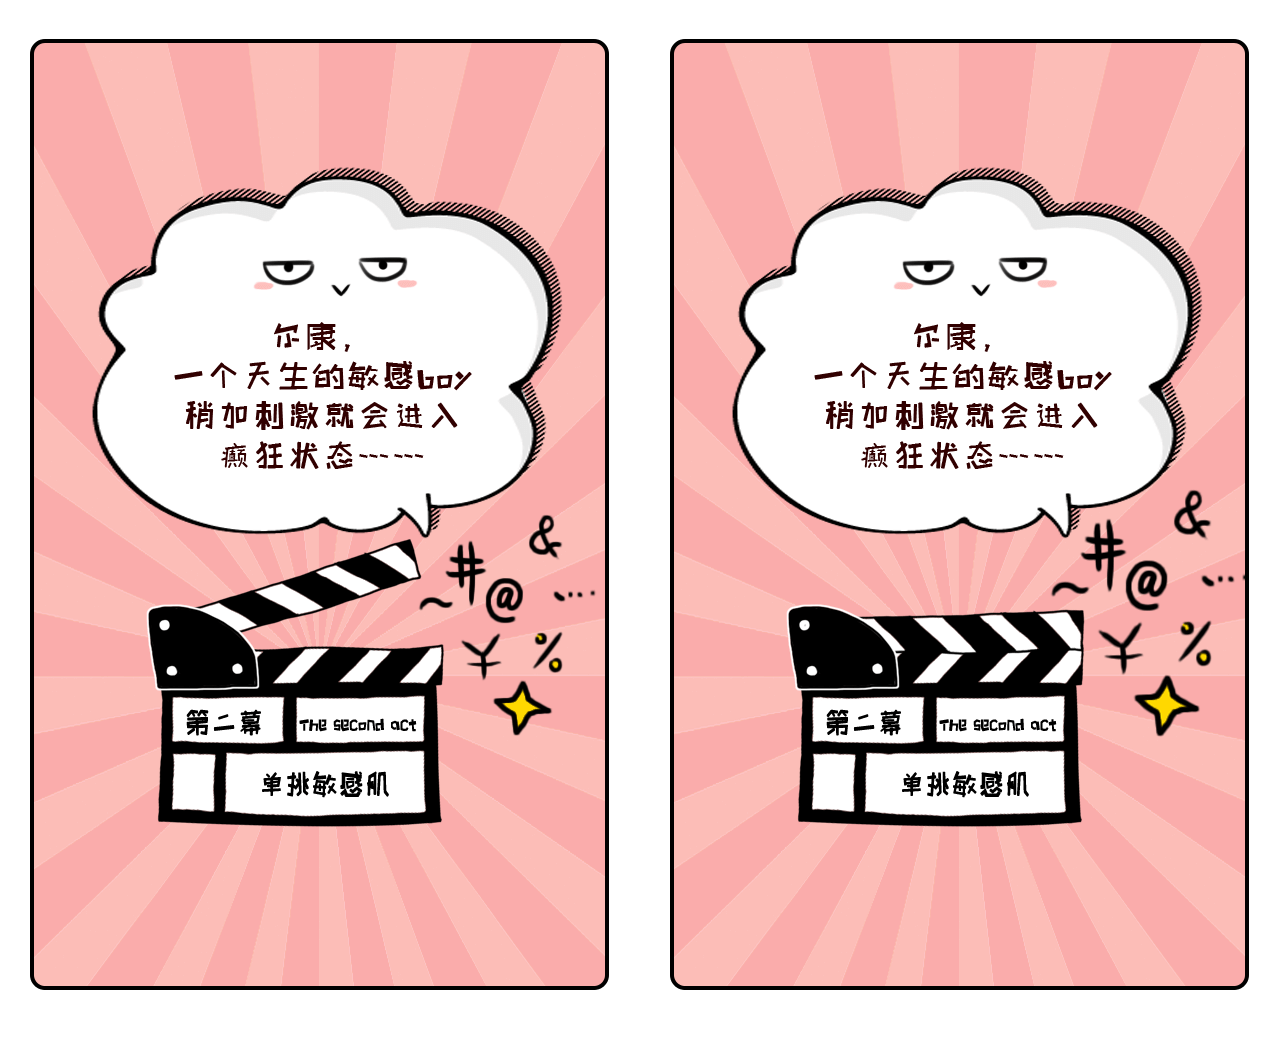 尔康，
一个天生的敏感boy
稍加刺激就会进入
癫狂状态~~~~~~
# & ~ @ ...
¥ %
第二幕 The second act
单挑敏感肌
尔康，
一个天生的敏感boy
稍加刺激就会进入
癫狂状态~~~~~~
# & ~ @ ...
¥ %
第二幕 The second act
单挑敏感肌